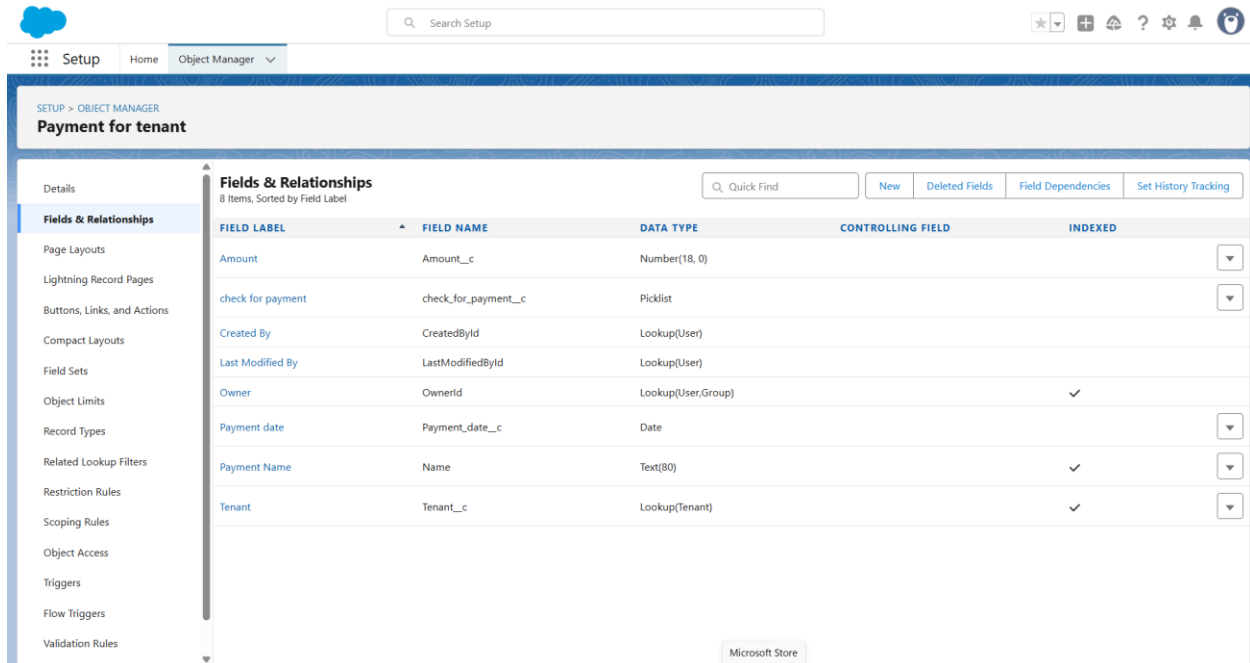 Search Setup
Setup Home Object Manager
SETUP > OBJECT MANAGER
Payment for tenant
Details
Fields & Relationships
Page Layouts
Lightning Record Pages
Buttons, Links, and Actions
Compact Layouts
Field Sets
Object Limits
Record Types
Related Lookup Filters
Restriction Rules
Scoping Rules
Object Access
Triggers
Flow Triggers
Validation Rules
Fields & Relationships
8 Items, Sorted by Field Label
Quick Find New Deleted Fields Field Dependencies Set History Tracking
FIELD LABEL FIELD NAME DATA TYPE CONTROLLING FIELD INDEXED
Amount Amount__c Number(18, 0)
check for payment check_for_payment__c Picklist
Created By CreatedById Lookup(User)
Last Modified By LastModifiedById Lookup(User)
Owner OwnerId Lookup(User,Group)
Payment date Payment_date__c Date
Payment Name Name Text(80)
Tenant Tenant__c Lookup(Tenant)
Microsoft Store